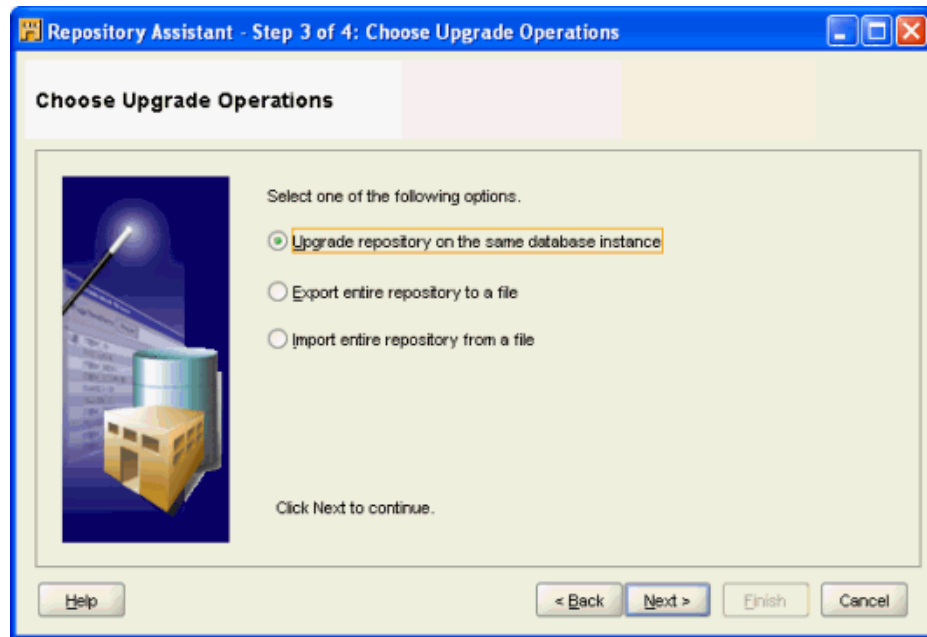 Repository Assistant - Step 3 of 4: Choose Upgrade Operations
Choose Upgrade Operations
Select one of the following options.
Upgrade repository on the same database instance
Export entire repository to a file
Import entire repository from a file
Click Next to continue.
Help
< Back
Next >
Finish
Cancel